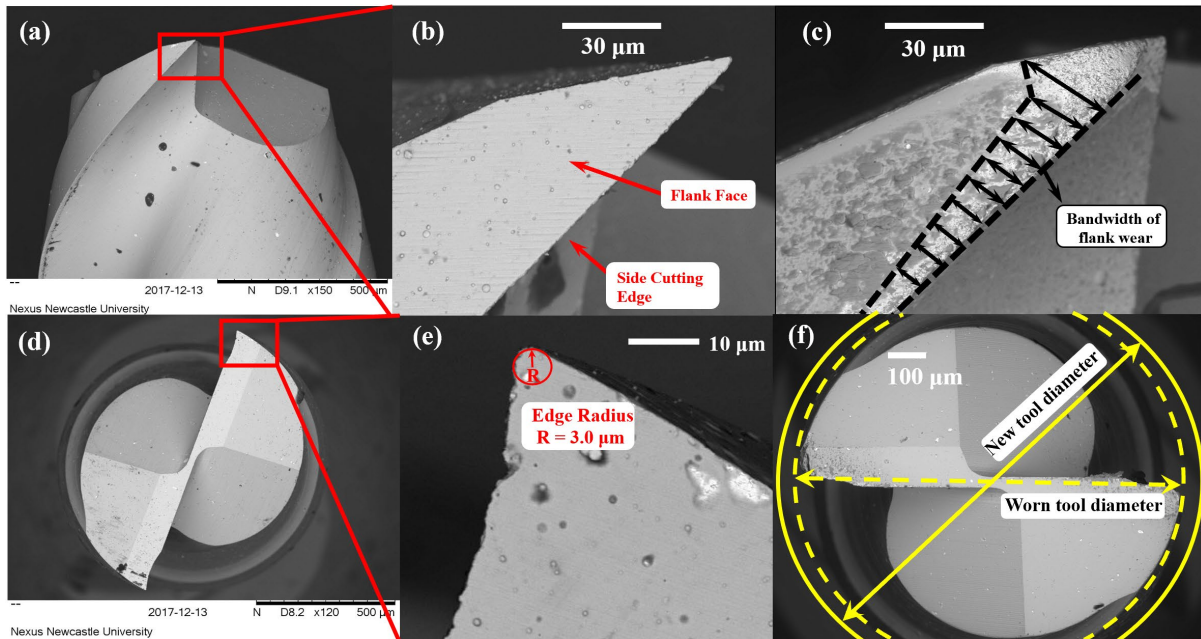 (a)
--
2017-12-13 N D9.1 x150 500 µm
Nexus Newcastle University
(b)
30 µm
Flank Face
Side Cutting
Edge
(c)
30 µm
Bandwidth of
flank wear
(d)
--
2017-12-13 N D8.2 x120 500 µm
Nexus Newcastle University
(e)
10 µm
R
Edge Radius
R = 3.0 µm
(f)
100 µm
New tool diameter
Worn tool diameter